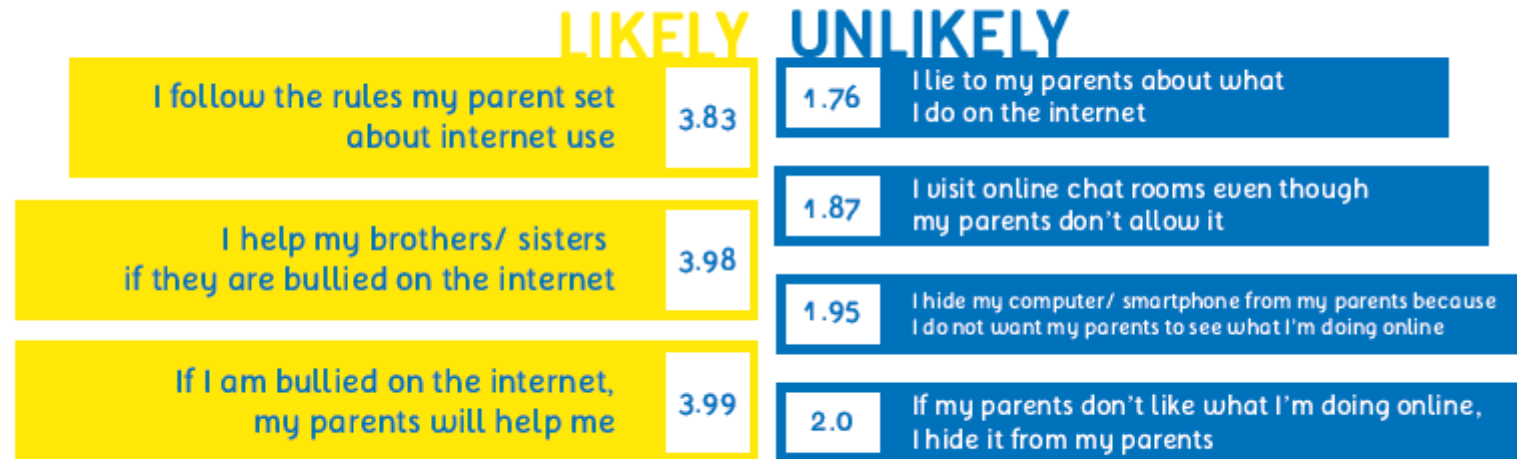 LIKELY
I follow the rules my parent set
about internet use
3.83
I help my brothers/ sisters
if they are bullied on the internet
3.98
If I am bullied on the internet,
my parents will help me
3.99
UNLIKELY
1.76
I lie to my parents about what
I do on the internet
1.87
I visit online chat rooms even though
my parents don't allow it
1.95
I hide my computer/ smartphone from my parents because
I do not want my parents to see what I'm doing online
2.0
If my parents don't like what I'm doing online,
I hide it from my parents